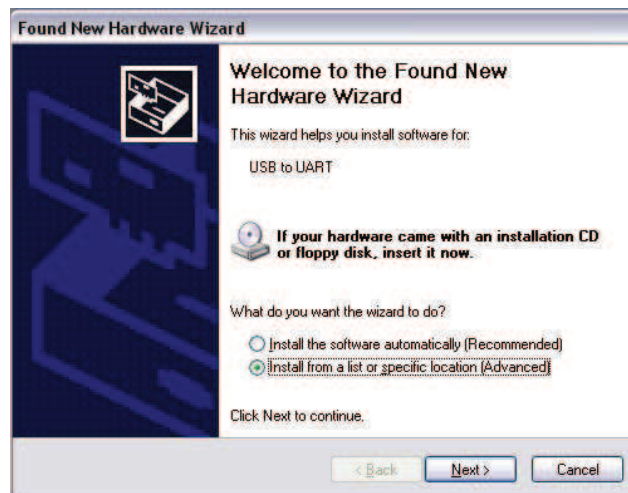 Found New Hardware Wizard
Welcome to the Found New
Hardware Wizard
This wizard helps you install software for:
USB to UART
If your hardware came with an installation CD
or floppy disk, insert it now.
What do you want the wizard to do?
Install the software automatically (Recommended)
Install from a list or specific location (Advanced)
Click Next to continue.
< Back
Next >
Cancel